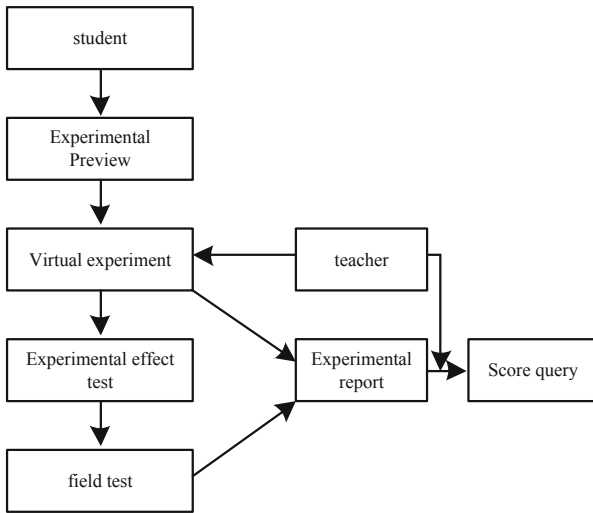 student
Experimental
Preview
Virtual experiment
teacher
Experimental effect
test
Experimental
report
Score query
field test